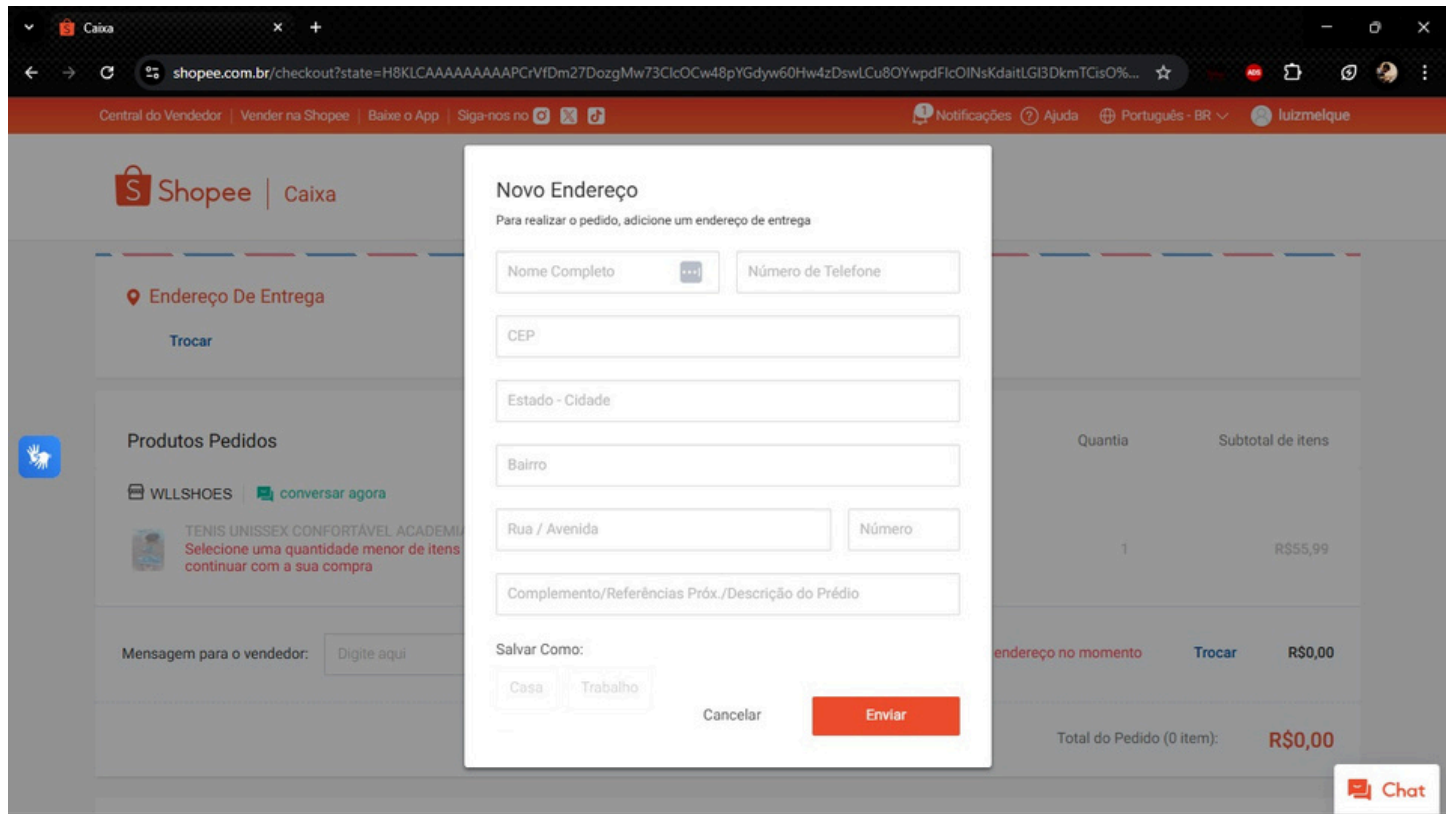 Caixa
shopee.com.br/checkout?state=
Central do Vendedor | Vender na Shopee | Baixe o App | Siga-nos no
1
Notificações
Ajuda
Português - BR
luizmelque
Shopee | Caixa
Novo Endereço
Para realizar o pedido, adicione um endereço de entrega
Nome Completo
Número de Telefone
Endereço De Entrega
Trocar
CEP
Estado - Cidade
Bairro
Rua / Avenida
Número
Complemento/Referências Próx./Descrição do Prédio
Salvar Como:
Casa
Trabalho
Cancelar
Enviar
Produtos Pedidos
Quantia
Subtotal de itens
WLLSHOES
conversar agora
TENIS UNISSEX CONFORTÁVEL ACADEMIA
Selecione uma quantidade menor de itens
continuar com a sua compra
1
R$55,99
Mensagem para o vendedor:
Digite aqui
endereço no momento
Trocar
R$0,00
Total do Pedido (0 item):
R$0,00
Chat